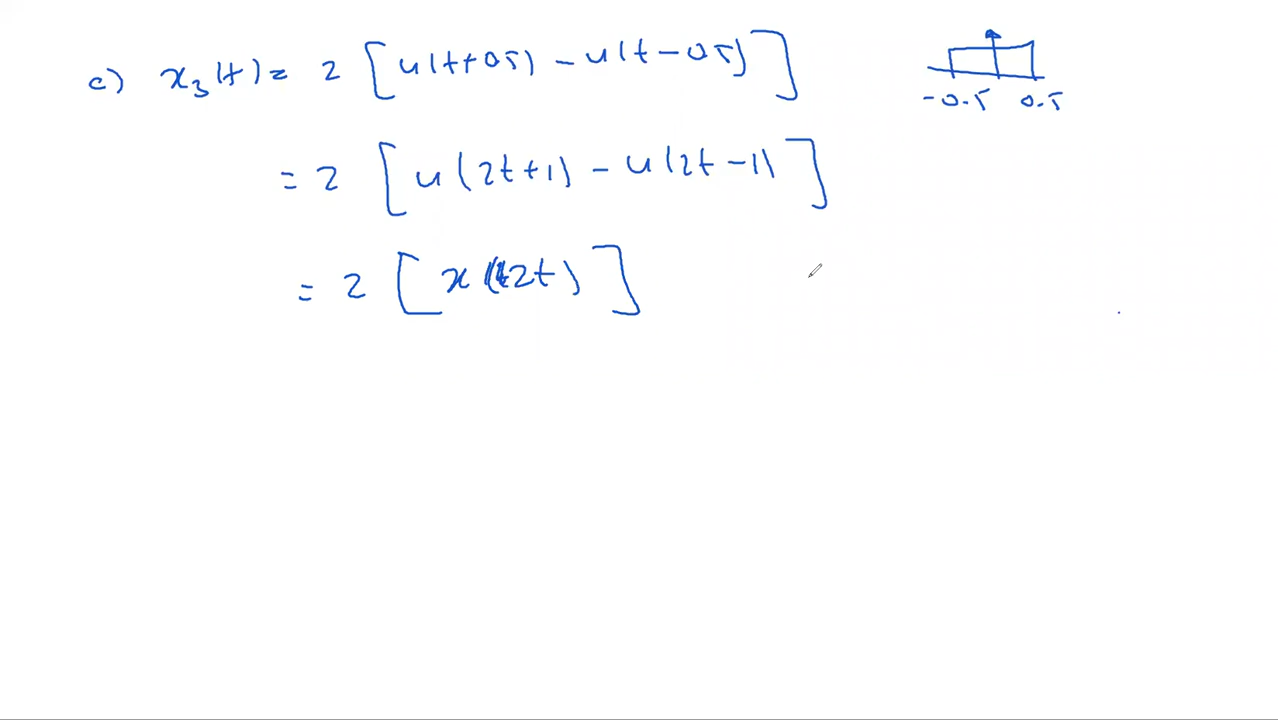 c) x₃(t) = 2 [u(t+0.5) - u(t-0.5)]
-0.5 0.5
= 2 [u(2t+1) - u(2t-1)]
= 2 [x(2t)]